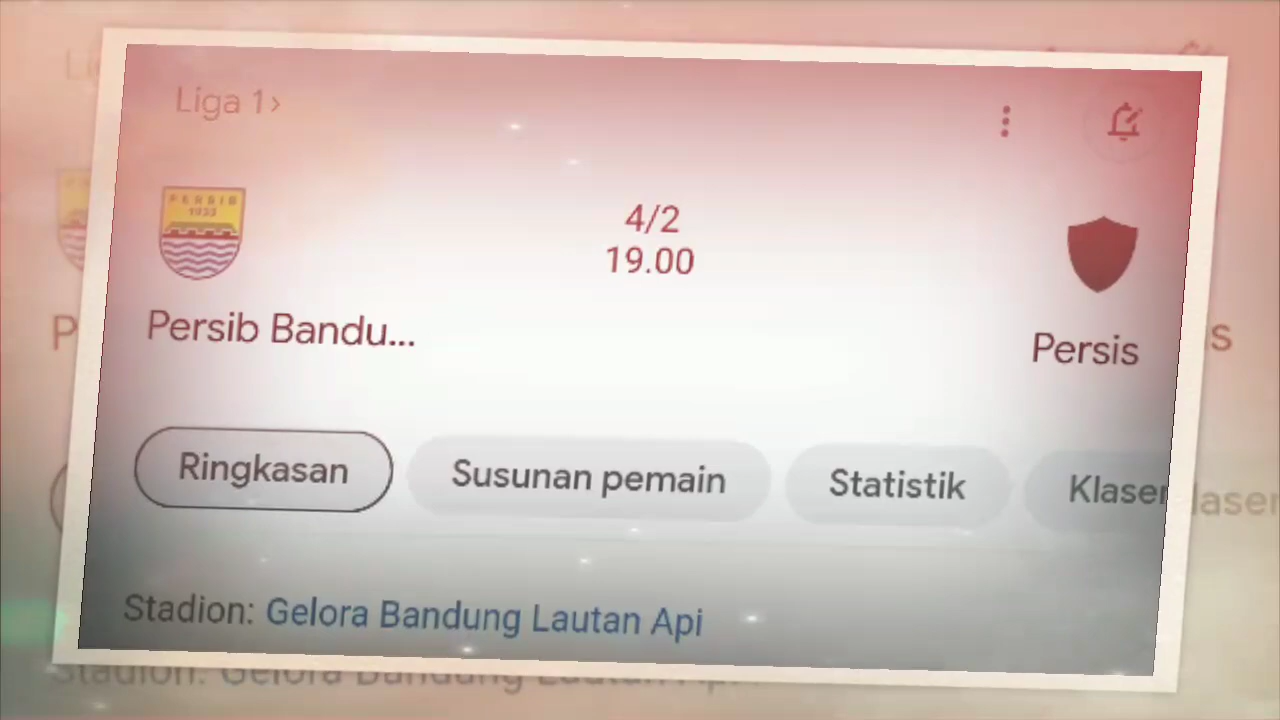 Liga 1›
PERSIB
1933
4/2
19.00
Persib Bandu...
Persis
Ringkasan
Susunan pemain
Statistik
Klasen
Stadion: Gelora Bandung Lautan Api